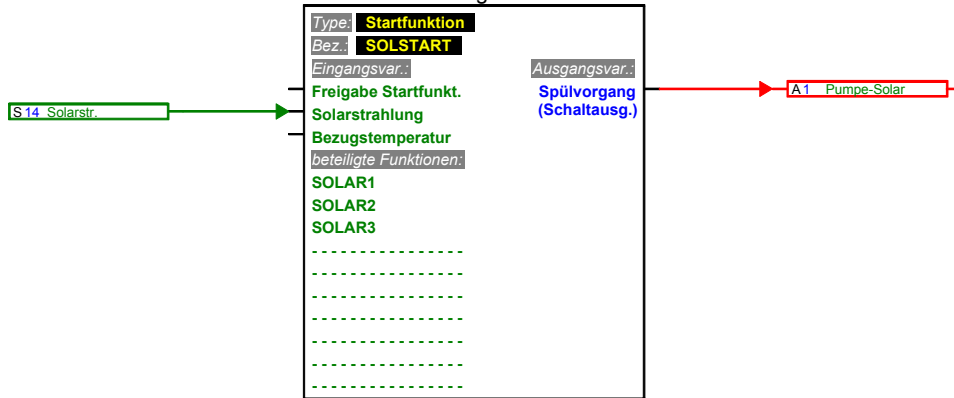 Type: Startfunktion
Bez.: SOLSTART
Eingangsvar.: Ausgangsvar.:
Freigabe Startfunkt. Spülvorgang
S 14 Solarstr. Solarstrahlung (Schaltausg.) A 1 Pumpe-Solar
Bezugstemperatur
beteiligte Funktionen:
SOLAR1
SOLAR2
SOLAR3
- - - - - - - - - - - - - - - -
- - - - - - - - - - - - - - - -
- - - - - - - - - - - - - - - -
- - - - - - - - - - - - - - - -
- - - - - - - - - - - - - - - -
- - - - - - - - - - - - - - - -
- - - - - - - - - - - - - - - -